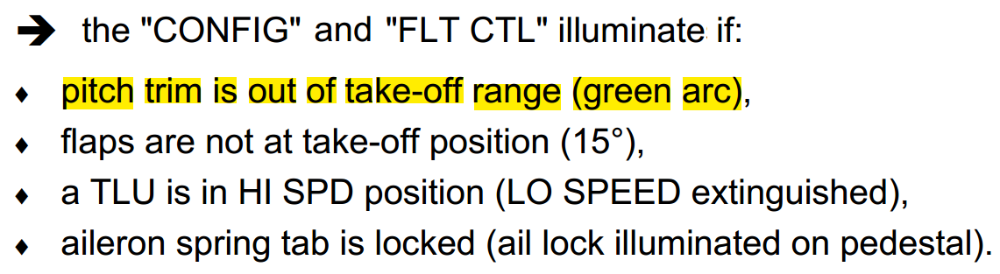 ➔ the "CONFIG" and "FLT CTL" illuminate if:
♦ pitch trim is out of take-off range (green arc),
♦ flaps are not at take-off position (15°),
♦ a TLU is in HI SPD position (LO SPEED extinguished),
♦ aileron spring tab is locked (ail lock illuminated on pedestal).